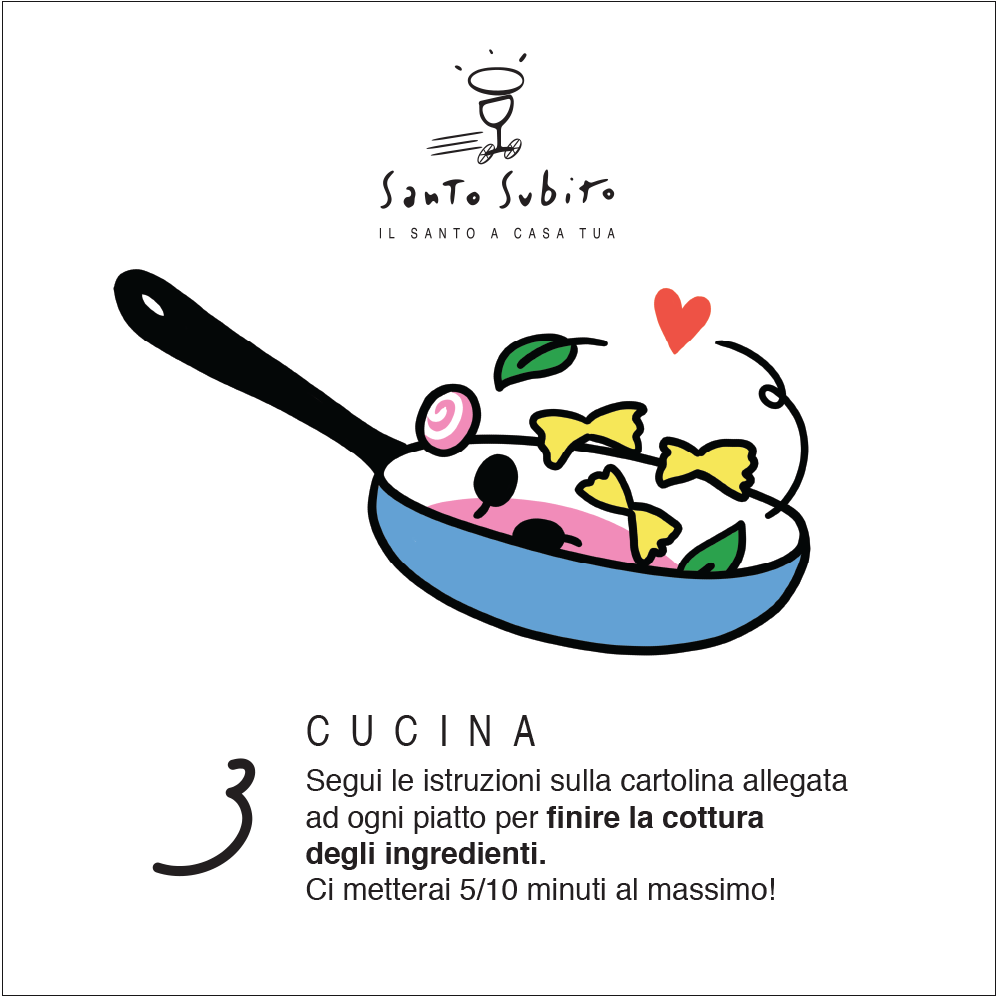 Santo Subito
IL SANTO A CASA TUA
CUCINA
3
Segui le istruzioni sulla cartolina allegata
ad ogni piatto per finire la cottura
degli ingredienti.
Ci metterai 5/10 minuti al massimo!